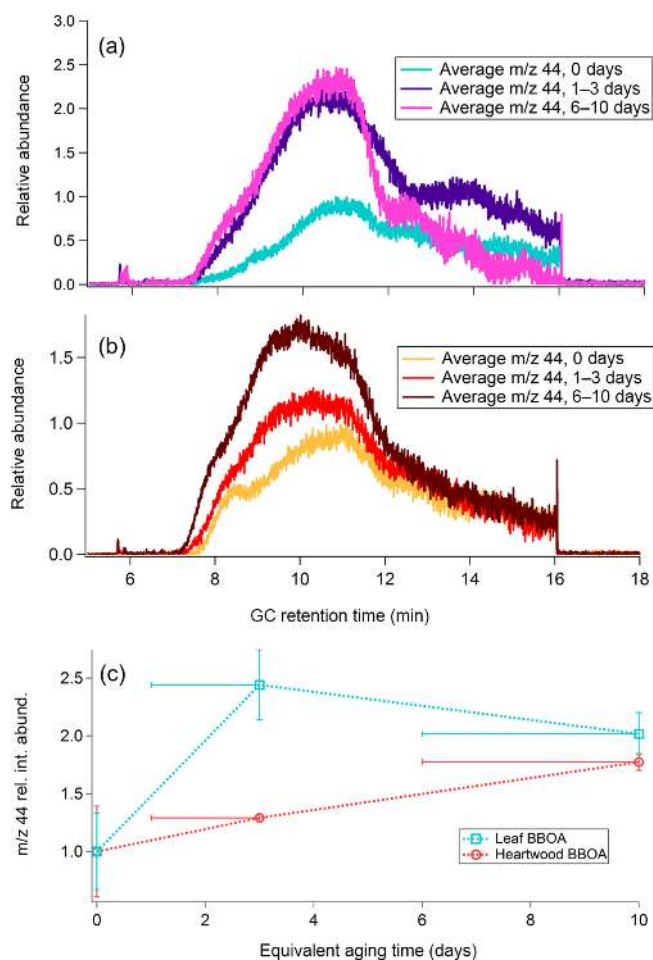 (a)
Relative abundance
3.0
2.5
2.0
1.5
1.0
0.5
0.0
Average m/z 44, 0 days
Average m/z 44, 1–3 days
Average m/z 44, 6–10 days
(b)
Relative abundance
1.5
1.0
0.5
0.0
Average m/z 44, 0 days
Average m/z 44, 1–3 days
Average m/z 44, 6–10 days
6 8 10 12 14 16 18
GC retention time (min)
(c)
m/z 44 rel. int. abund.
2.5
2.0
1.5
1.0
Leaf BBOA
Heartwood BBOA
0 2 4 6 8 10
Equivalent aging time (days)